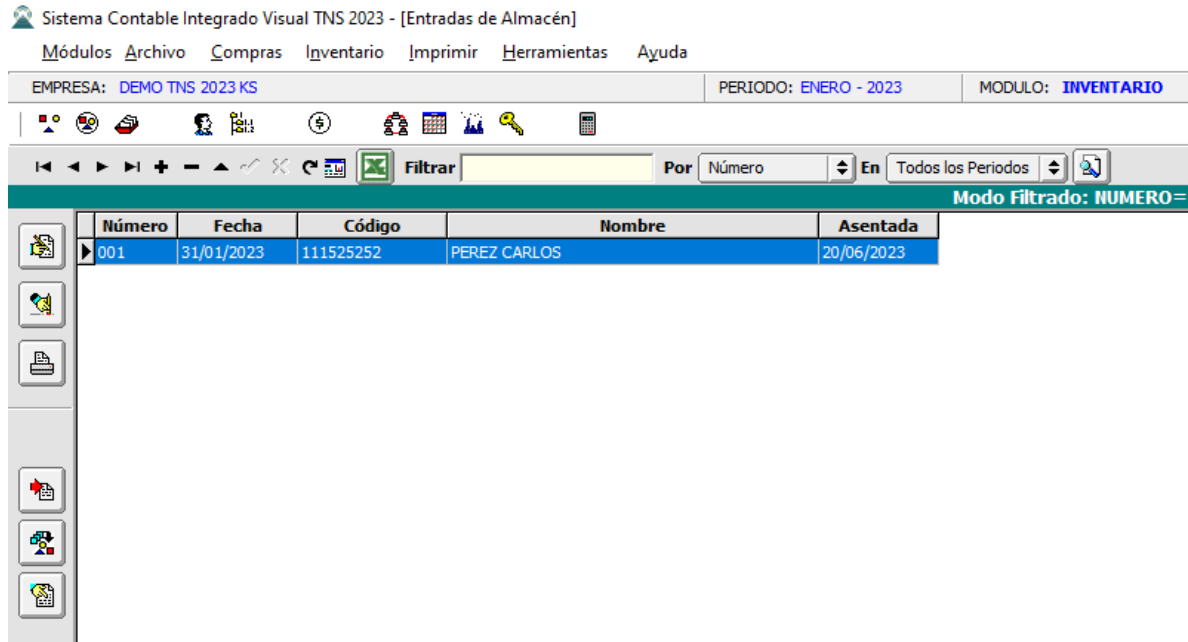 Sistema Contable Integrado Visual TNS 2023 - [Entradas de Almacén]
Módulos Archivo Compras Inventario Imprimir Herramientas Ayuda
EMPRESA: DEMO TNS 2023 KS PERIODO: ENERO - 2023 MODULO: INVENTARIO
Filtrar Por Número En Todos los Periodos
Modo Filtrado: NUMERO=
Número Fecha Código Nombre Asentada
001 31/01/2023 111525252 PEREZ CARLOS 20/06/2023